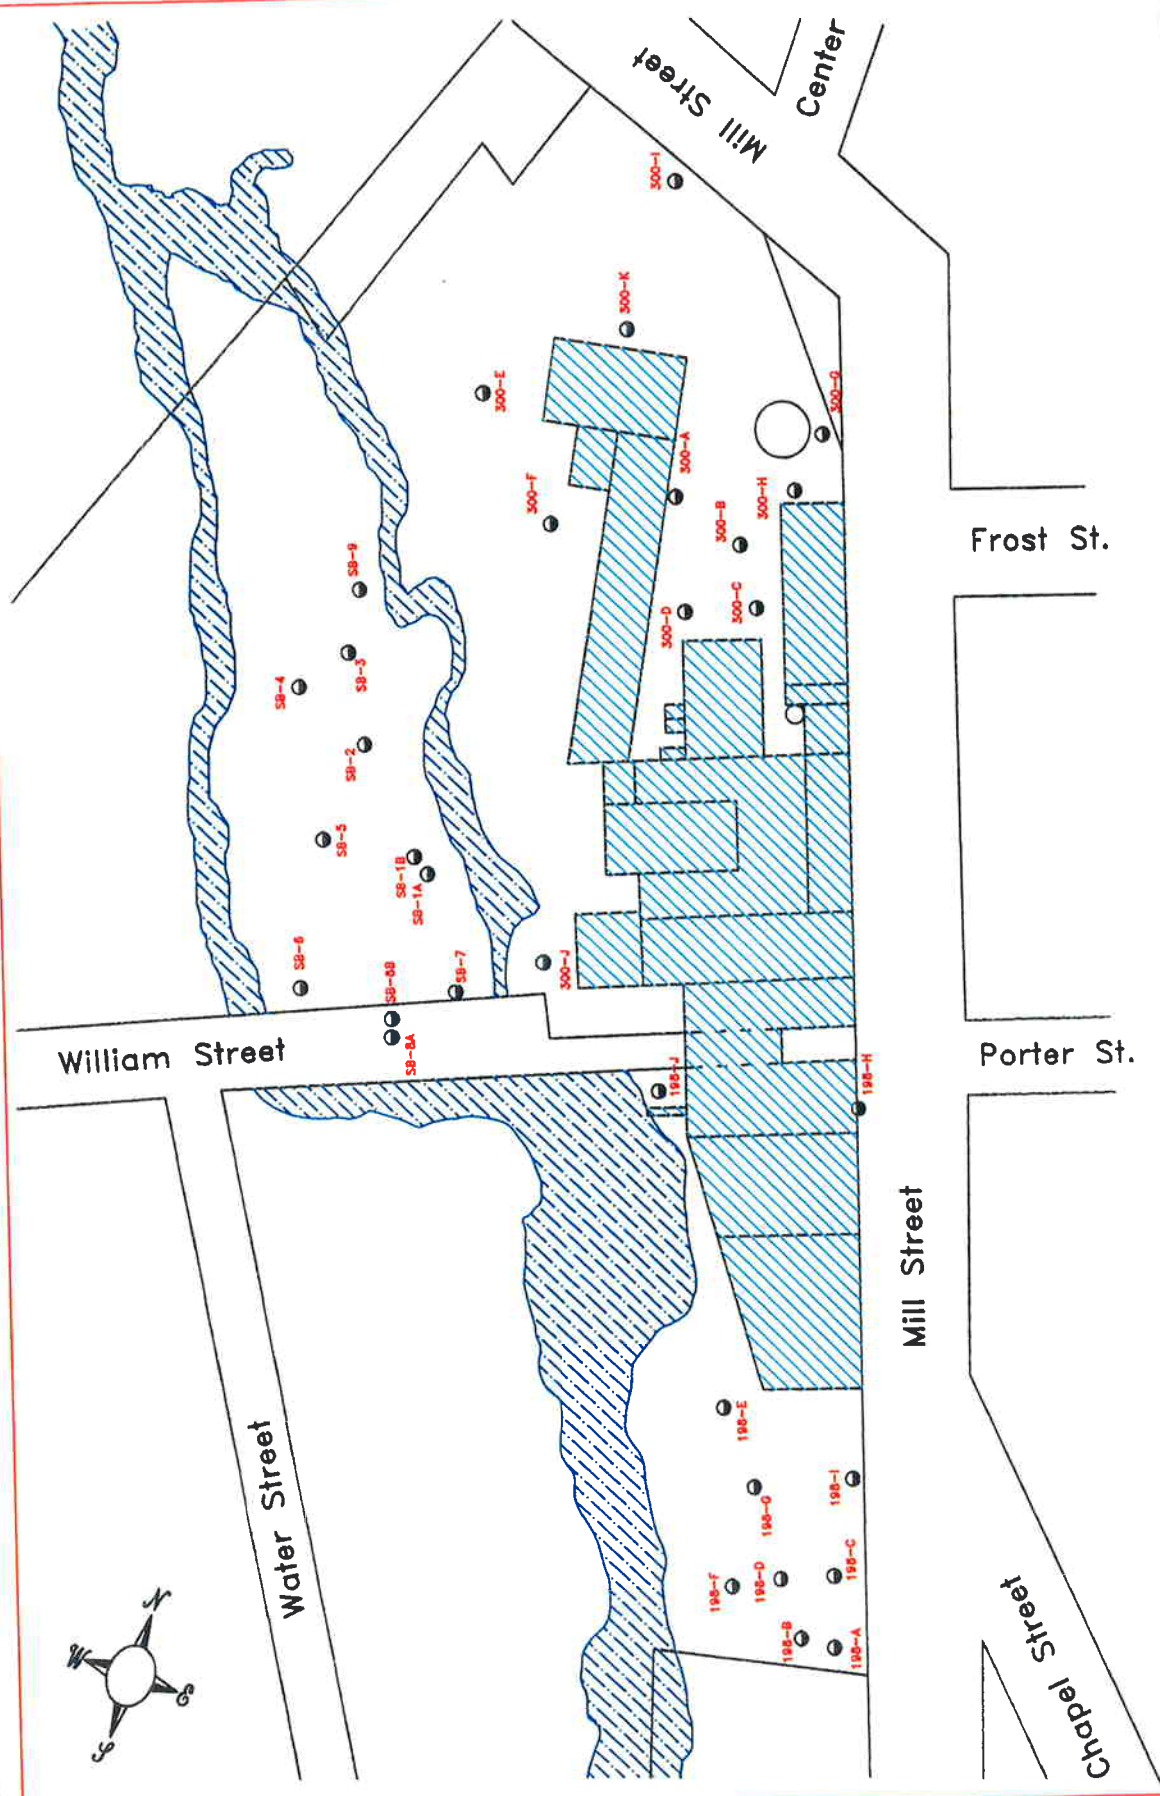 Mill Street
Center
300-I
300-K
300-E
300-G
300-A
300-F
300-H
300-B
Frost St.
SB-9
300-C
300-D
SB-3
SB-4
SB-2
SB-5
SB-1B
SB-1A
SB-6
SB-7
300-J
SB-8B
SB-8A
William Street
Porter St.
198-J
198-H
Mill Street
198-E
198-I
198-G
Water Street
198-C
198-D
198-F
198-B
198-A
Chapel Street
N
W
E
S